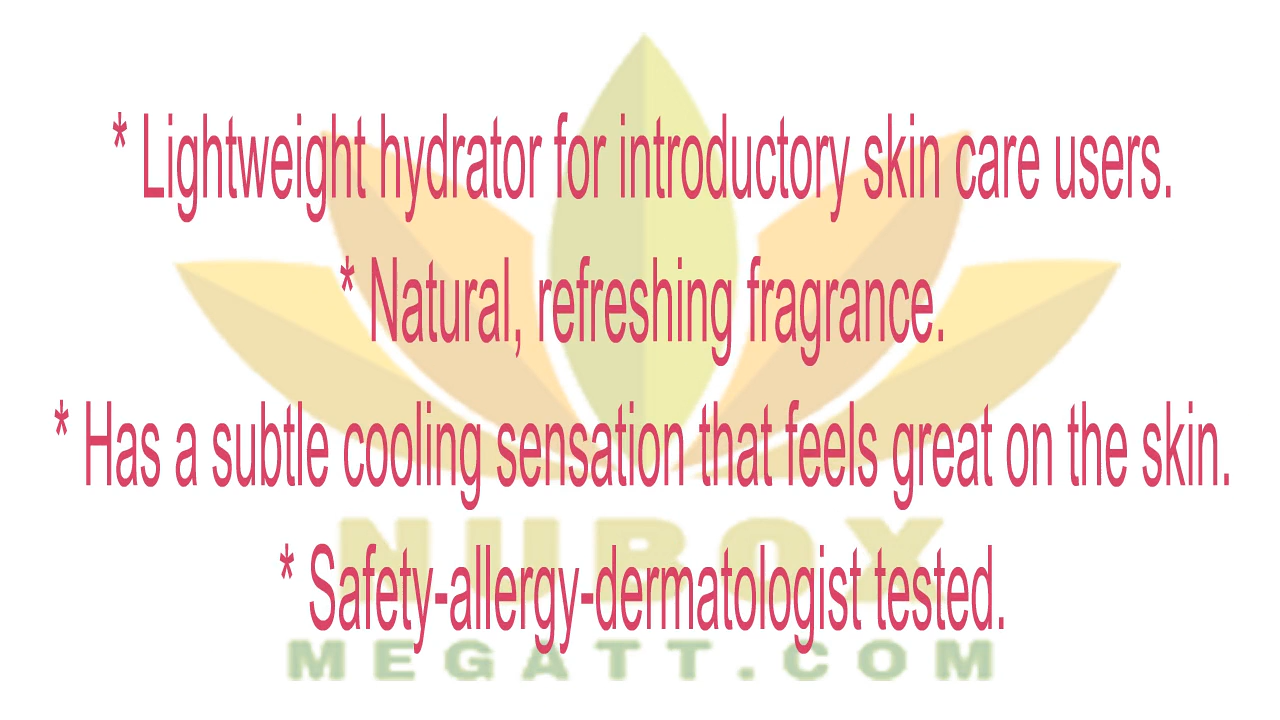 * Lightweight hydrator for introductory skin care users.
* Natural, refreshing fragrance.
* Has a subtle cooling sensation that feels great on the skin.
NUBOX
* Safety-allergy-dermatologist tested.
MEGATT.COM